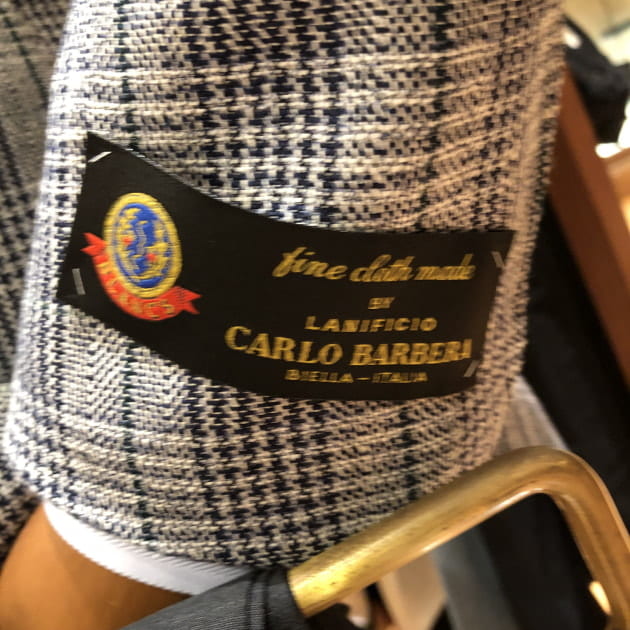 fine cloth made
BY
LANIFICIO
CARLO BARBERA
BIELLA - ITALIA